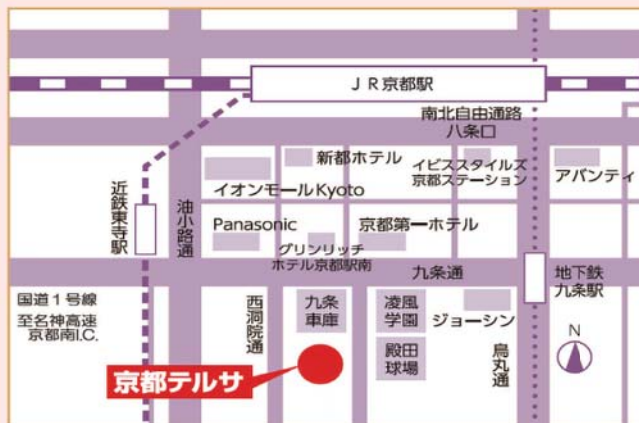 JR京都駅
南北自由通路
八条口
新都ホテル
イビススタイルズ
京都ステーション
アバンティ
イオンモールKyoto
近鉄東寺駅
油小路通
Panasonic
京都第一ホテル
グリンリッチ
ホテル京都駅南
九条通
地下鉄
九条駅
国道1号線
至名神高速
京都南I.C.
西洞院通
九条
車庫
凌風
学園
ジョーシン
殿田
球場
烏丸通
N
京都テルサ